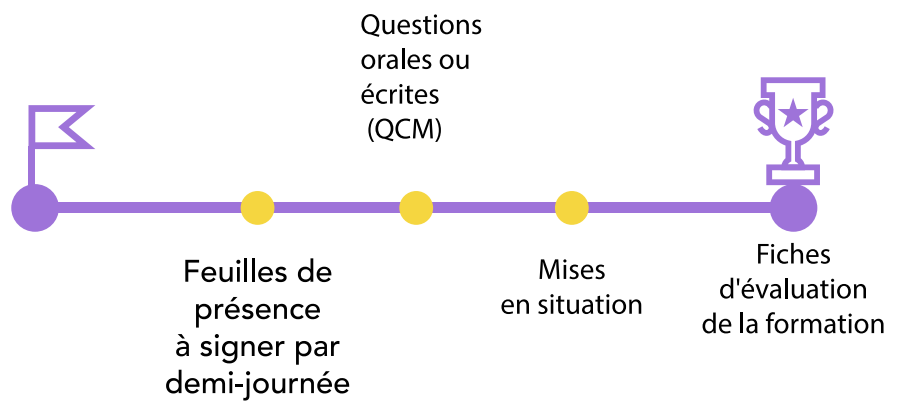 Questions
orales ou
écrites
(QCM)
Feuilles de
présence
à signer par
demi-journée
Mises
en situation
Fiches
d'évaluation
de la formation